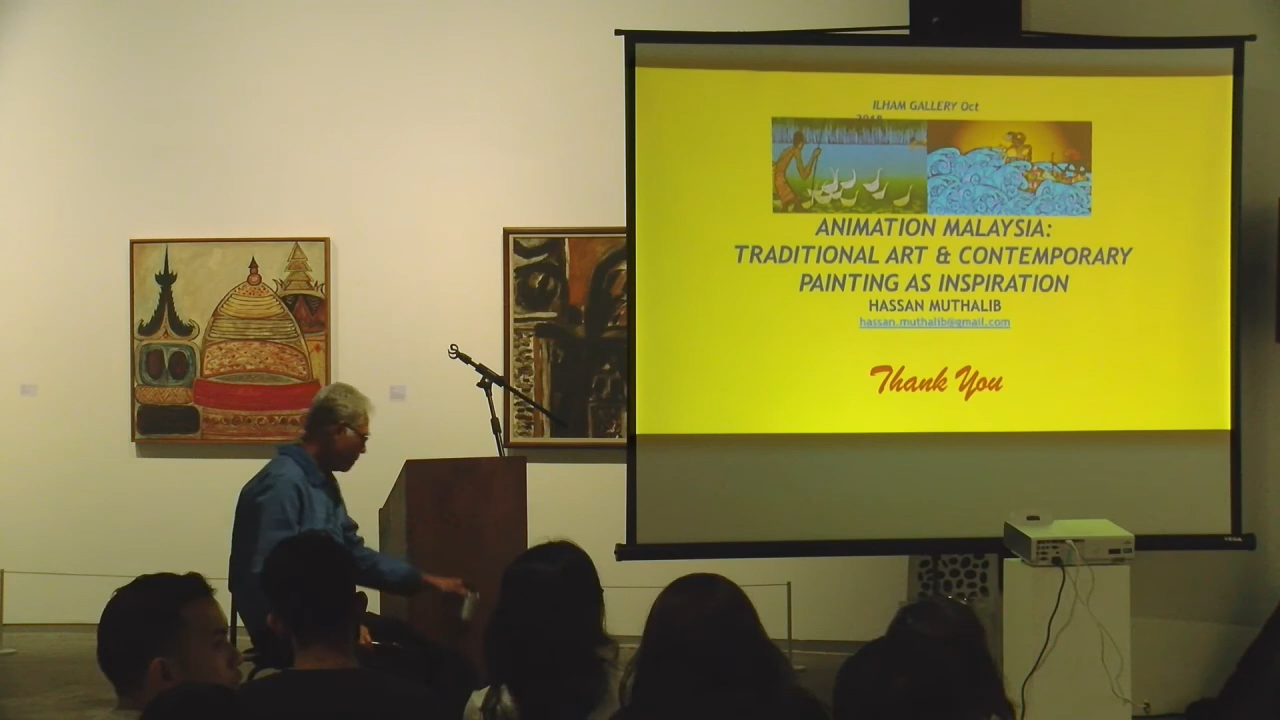 ILHAM GALLERY Oct
ANIMATION MALAYSIA:
TRADITIONAL ART & CONTEMPORARY
PAINTING AS INSPIRATION
HASSAN MUTHALIB
hassan.muthalib@gmail.com
Thank You
VEGA